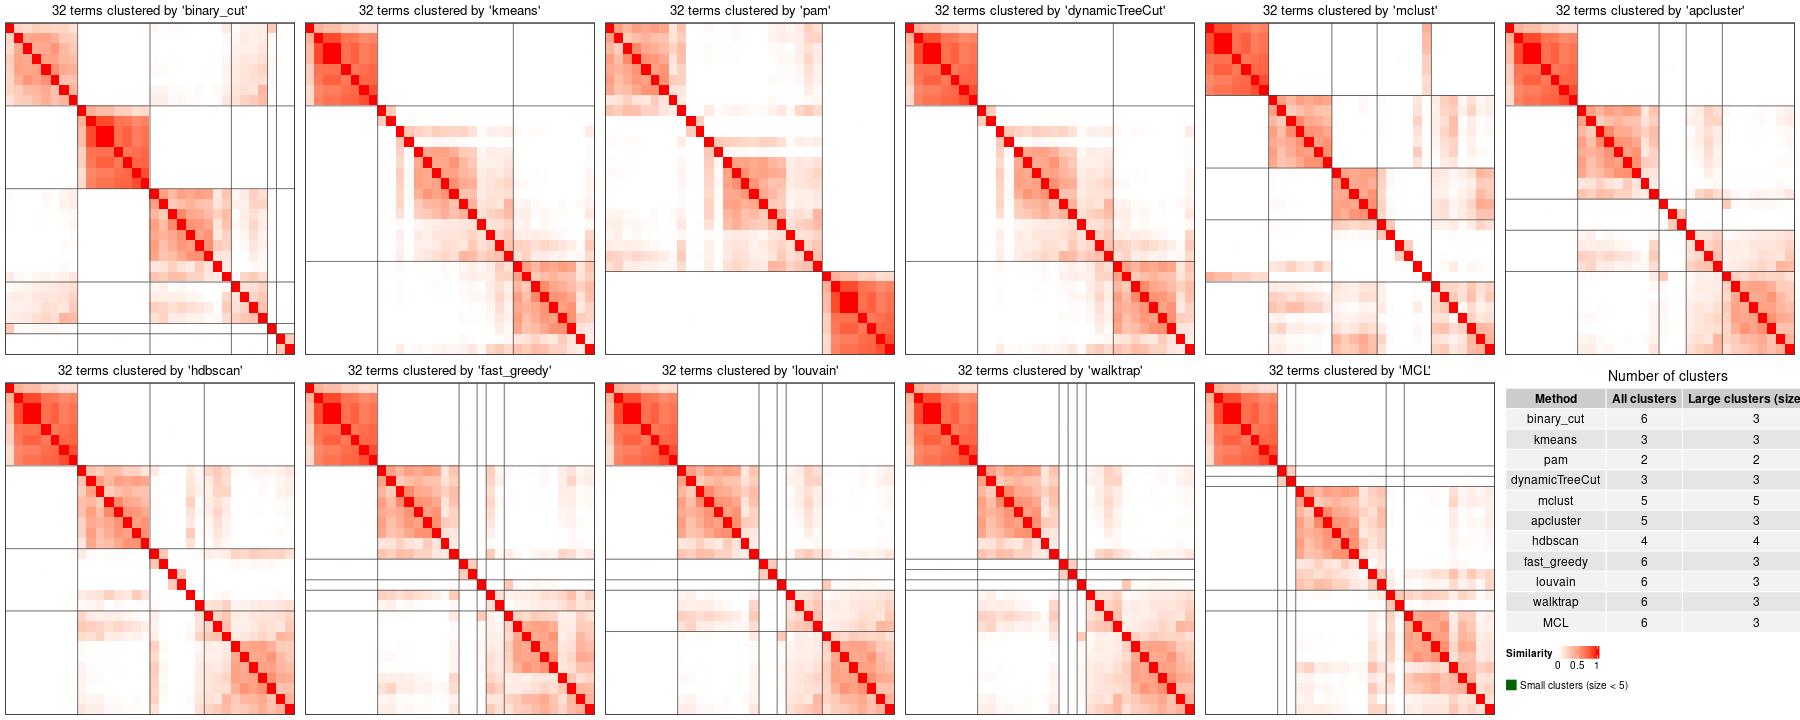 32 terms clustered by 'binary_cut'
32 terms clustered by 'kmeans'
32 terms clustered by 'pam'
32 terms clustered by 'dynamicTreeCut'
32 terms clustered by 'mclust'
32 terms clustered by 'apcluster'
32 terms clustered by 'hdbscan'
32 terms clustered by 'fast_greedy'
32 terms clustered by 'louvain'
32 terms clustered by 'walktrap'
32 terms clustered by 'MCL'
Number of clusters
Method All clusters Large clusters (size
binary_cut 6 3
kmeans 3 3
pam 2 2
dynamicTreeCut 3 3
mclust 5 5
apcluster 5 3
hdbscan 4 4
fast_greedy 6 3
louvain 6 3
walktrap 6 3
MCL 6 3
Similarity
0 0.5 1
Small clusters (size < 5)